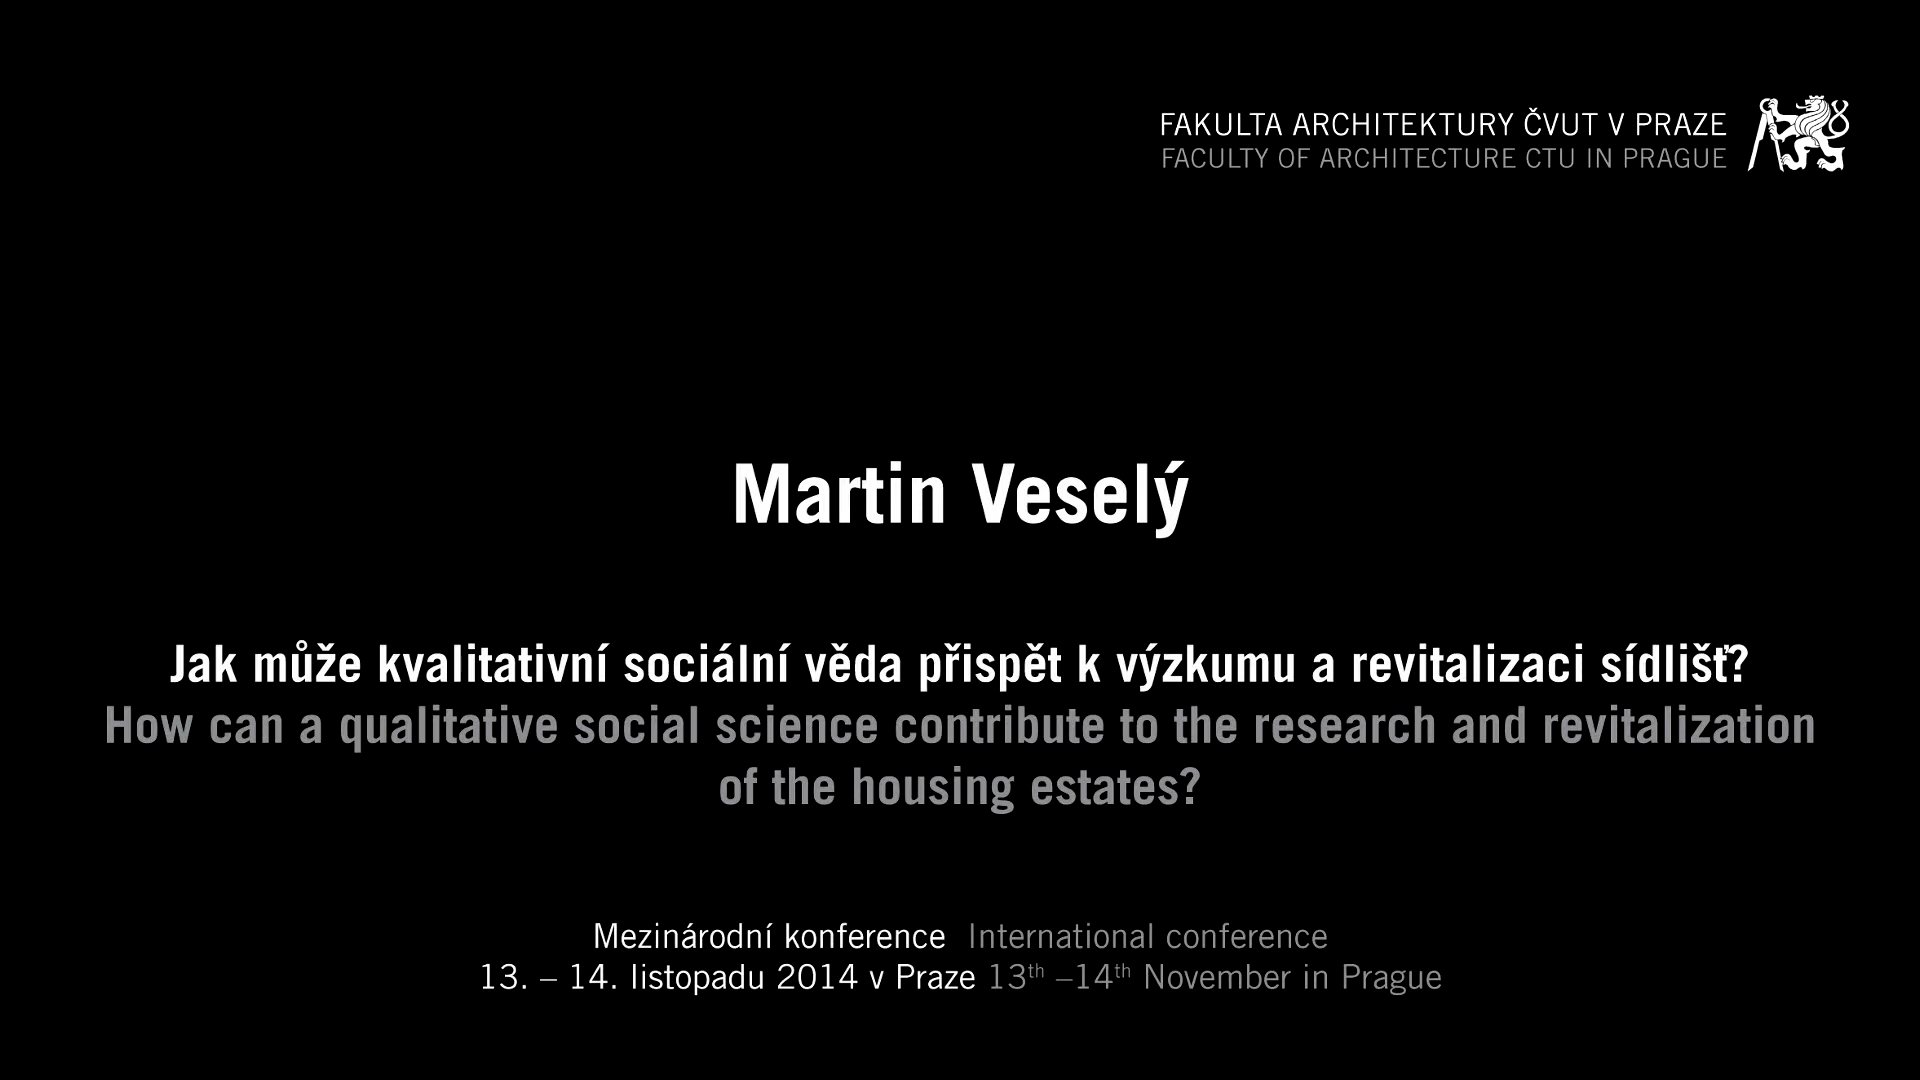 FAKULTA ARCHITEKTURY ČVUT V PRAZE
FACULTY OF ARCHITECTURE CTU IN PRAGUE
Martin Veselý
Jak může kvalitativní sociální věda přispět k výzkumu a revitalizaci sídlišť?
How can a qualitative social science contribute to the research and revitalization
of the housing estates?
Mezinárodní konference International conference
13. – 14. listopadu 2014 v Praze 13th –14th November in Prague